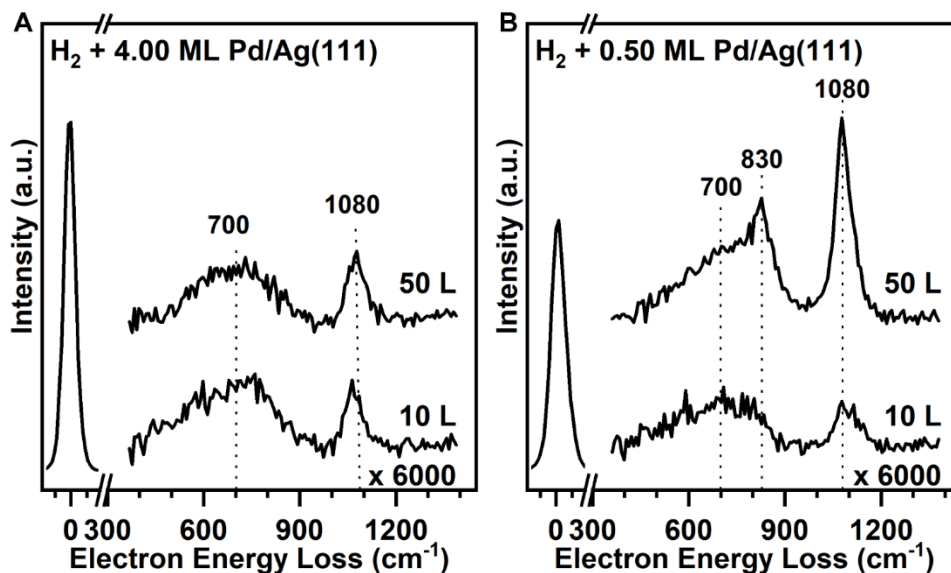 A
H₂ + 4.00 ML Pd/Ag(111)
Intensity (a.u.)
700
1080
50 L
10 L
x 6000
0 300 600 900 1200
Electron Energy Loss (cm⁻¹)
B
H₂ + 0.50 ML Pd/Ag(111)
Intensity (a.u.)
700
830
1080
50 L
10 L
x 6000
0 300 600 900 1200
Electron Energy Loss (cm⁻¹)